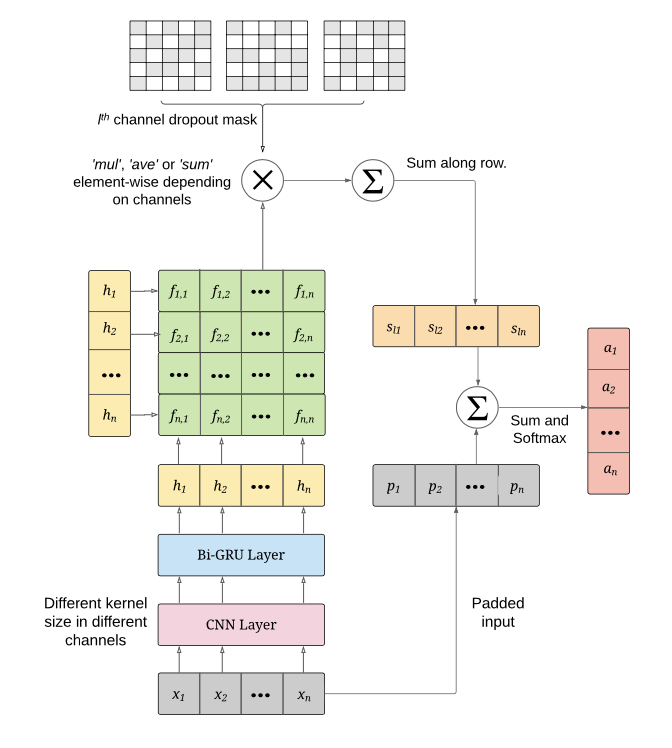 lᵗʰ channel dropout mask
'mul', 'ave' or 'sum'
element-wise depending
on channels
×
Σ
Sum along row.
h₁
f₁,₁ f₁,₂ ••• f₁,ₙ
h₂
f₂,₁ f₂,₂ ••• f₂,ₙ
•••
••• ••• ••• •••
hₙ
fₙ,₁ fₙ,₂ ••• fₙ,ₙ
sₗ₁ sₗ₂ ••• sₗₙ
Σ
Sum and
Softmax
a₁
a₂
•••
aₙ
h₁ h₂ ••• hₙ
p₁ p₂ ••• pₙ
Bi-GRU Layer
Different kernel
size in different
channels
CNN Layer
Padded
input
x₁ x₂ ••• xₙ